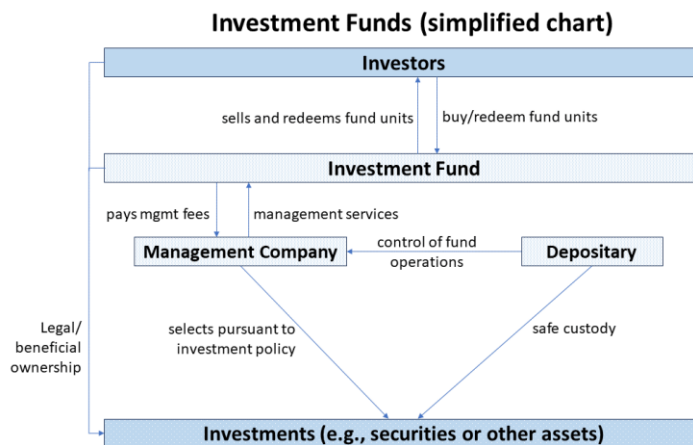 Investment Funds (simplified chart)
Investors
sells and redeems fund units
buy/redeem fund units
Investment Fund
pays mgmt fees
management services
Management Company
control of fund
operations
Depositary
Legal/
beneficial
ownership
selects pursuant to
investment policy
safe custody
Investments (e.g., securities or other assets)